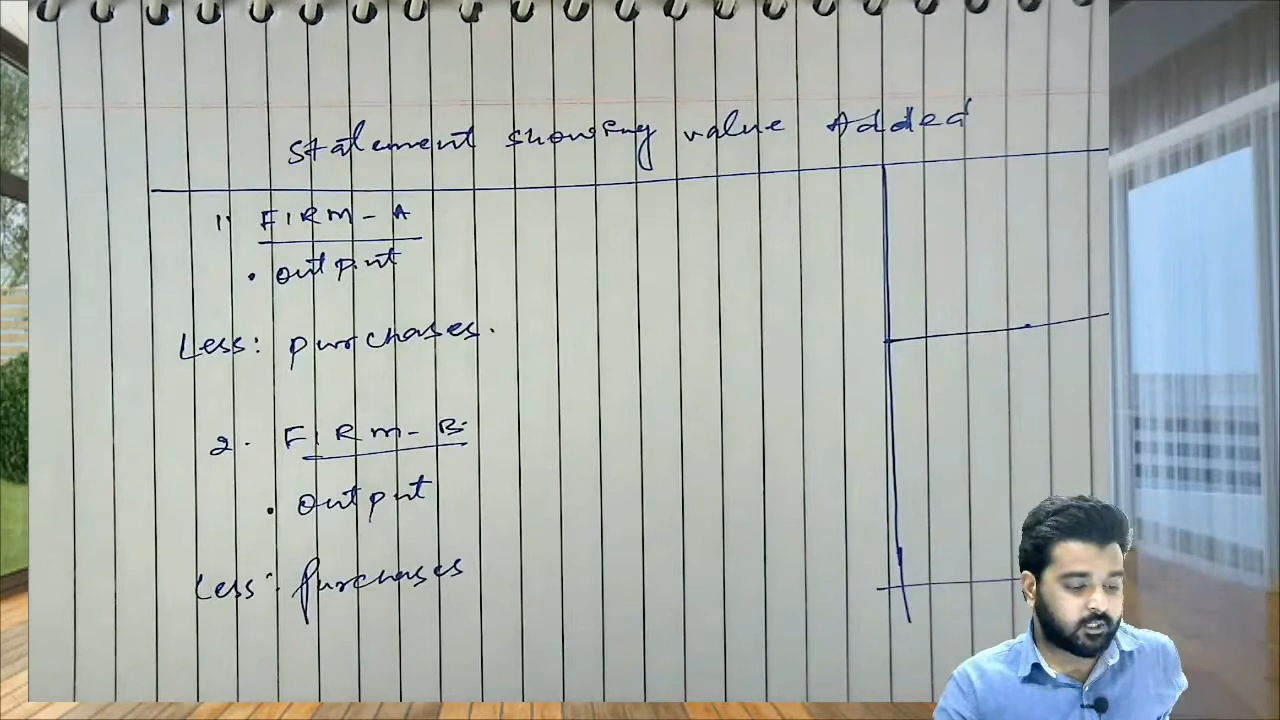 Statement showing value Added
1) FIRM - A
• output
Less: purchases.
2. FIRM - B.
• output
Less: purchases